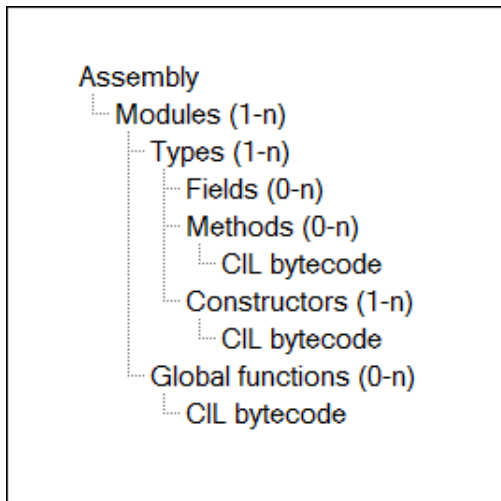 Assembly
Modules (1-n)
Types (1-n)
Fields (0-n)
Methods (0-n)
CIL bytecode
Constructors (1-n)
CIL bytecode
Global functions (0-n)
CIL bytecode